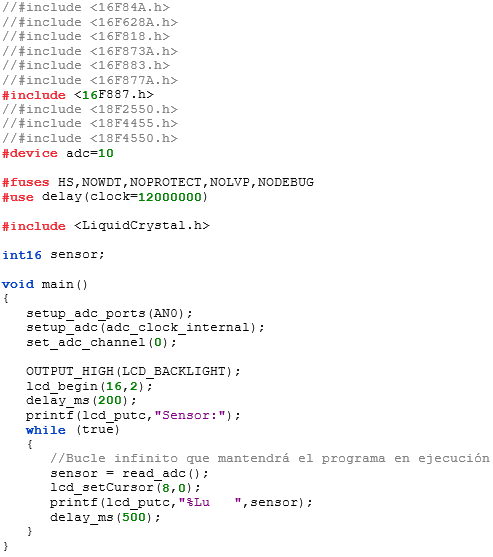 //#include <16F84A.h>
//#include <16F628A.h>
//#include <16F818.h>
//#include <16F873A.h>
//#include <16F883.h>
//#include <16F877A.h>
#include <16F887.h>
//#include <18F2550.h>
//#include <18F4455.h>
//#include <18F4550.h>
#device adc=10

#fuses HS,NOWDT,NOPROTECT,NOLVP,NODEBUG
#use delay(clock=12000000)

#include <LiquidCrystal.h>

int16 sensor;

void main()
{
   setup_adc_ports(AN0);
   setup_adc(adc_clock_internal);
   set_adc_channel(0);

   OUTPUT_HIGH(LCD_BACKLIGHT);
   lcd_begin(16,2);
   delay_ms(200);
   printf(lcd_putc,"Sensor:");
   while (true)
   {
      //Bucle infinito que mantendrá el programa en ejecución
      sensor = read_adc();
      lcd_setCursor(8,0);
      printf(lcd_putc,"%Lu   ",sensor);
      delay_ms(500);
   }
}